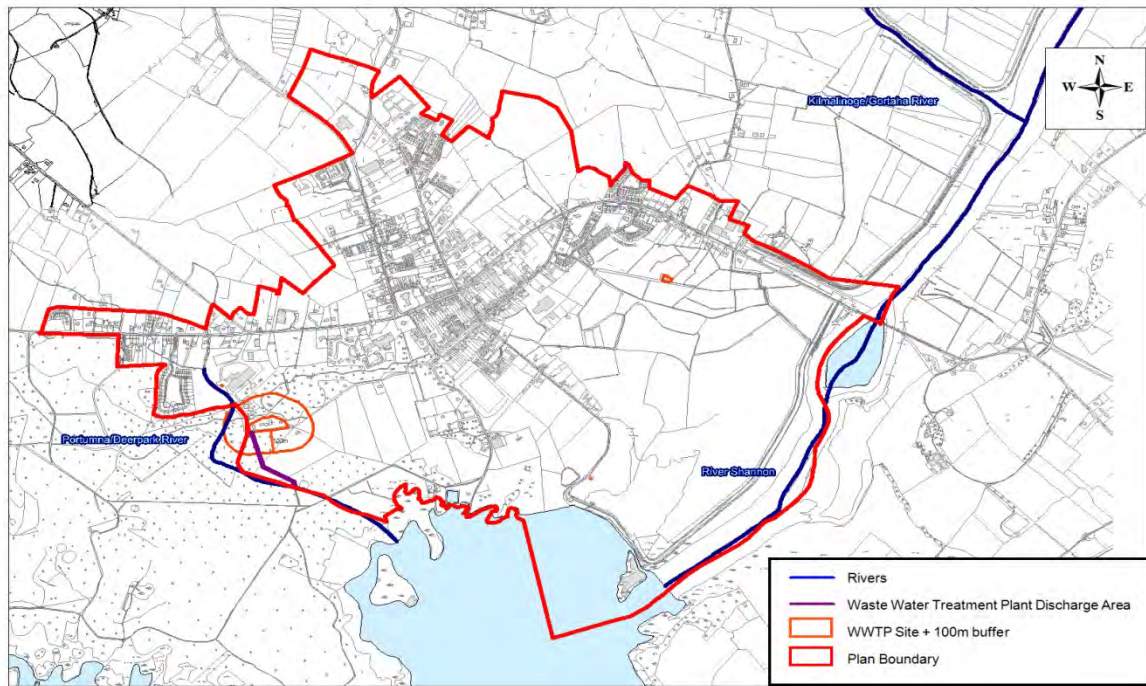 N
W E
S
Kilmalinoge/Gortaha River
Portumna/Deerpark River
River Shannon
Rivers
Waste Water Treatment Plant Discharge Area
WWTP Site + 100m buffer
Plan Boundary